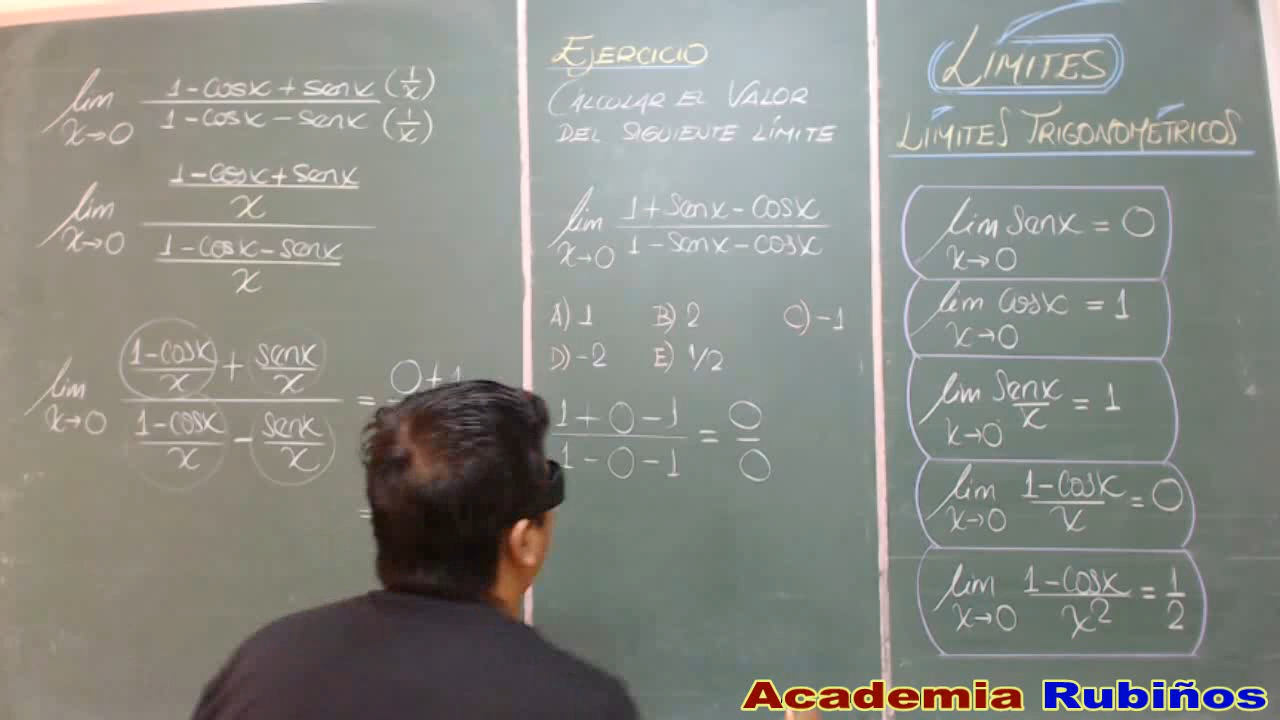 lim x→0 1-cosx+senx (1/x) / 1-cosx-senx (1/x)
lim x→0 1-cosx+senx / x / 1-cosx-senx / x
lim x→0 1-cosx / x + senx / x / 1-cosx / x - senx / x = 0+1
=
EJERCICIO
CALCULAR EL VALOR
DEL SIGUIENTE LÍMITE
lim x→0 1+senx-cosx / 1-senx-cosx
A) 1 B) 2 C) -1
D) -2 E) 1/2
1+0-1 / 1-0-1 = 0 / 0
LÍMITES
LÍMITES TRIGONOMÉTRICOS
lim x→0 senx = 0
lim x→0 cosx = 1
lim x→0 senx / x = 1
lim x→0 1-cosx / x = 0
lim x→0 1-cosx / x² = 1 / 2
Academia Rubiños